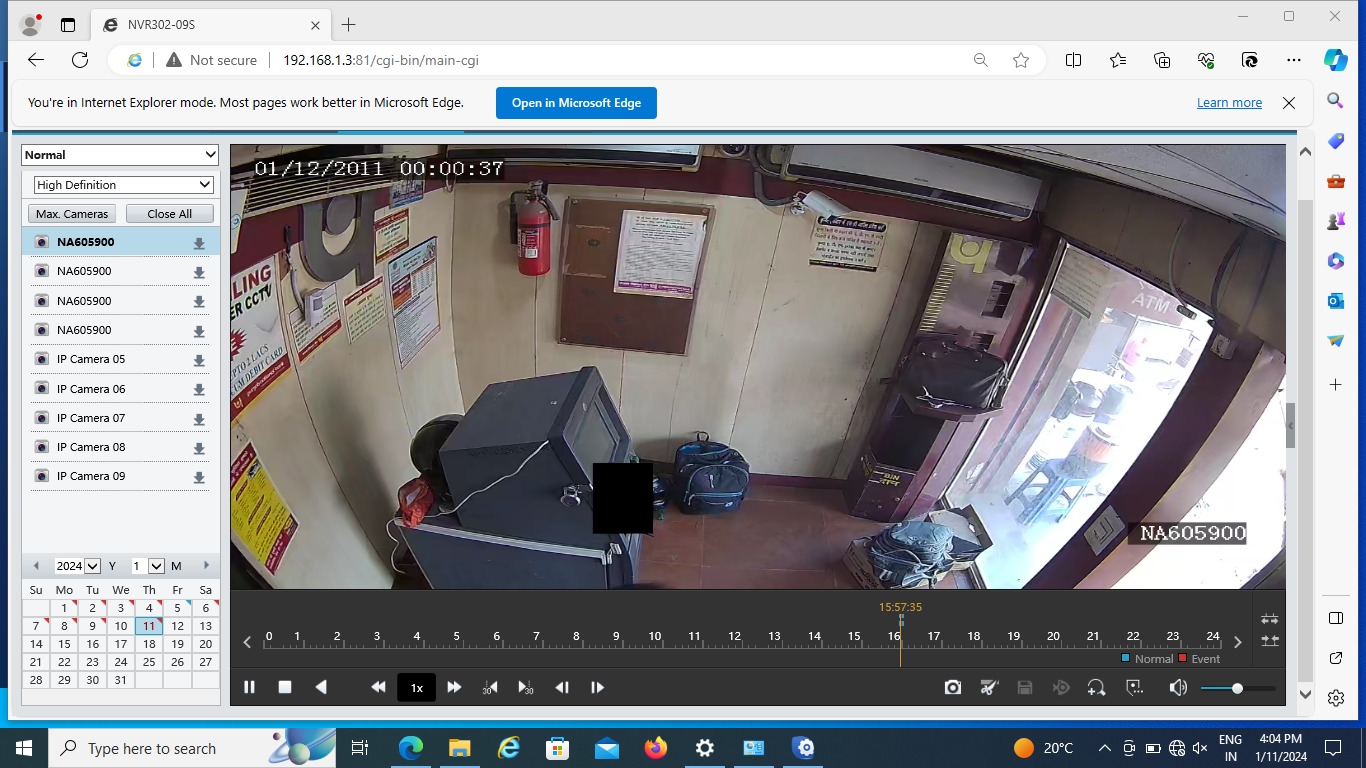 NVR302-09S
Not secure
192.168.1.3:81/cgi-bin/main-cgi
You're in Internet Explorer mode. Most pages work better in Microsoft Edge.
Open in Microsoft Edge
Learn more
Normal
High Definition
Max. Cameras
Close All
NA605900
NA605900
NA605900
NA605900
IP Camera 05
IP Camera 06
IP Camera 07
IP Camera 08
IP Camera 09
2024 Y 1 M
Su Mo Tu We Th Fr Sa
1 2 3 4 5 6
7 8 9 10 11 12 13
14 15 16 17 18 19 20
21 22 23 24 25 26 27
28 29 30 31
01/12/2011 00:00:37
LING
ER CCTV
PTO 2 LACS
UM DEBIT CARD
ATM
BIN
NA605900
15:57:35
0 1 2 3 4 5 6 7 8 9 10 11 12 13 14 15 16 17 18 19 20 21 22 23 24
Normal Event
1x
30 30
Type here to search
20°C
ENG
IN
4:04 PM
1/11/2024